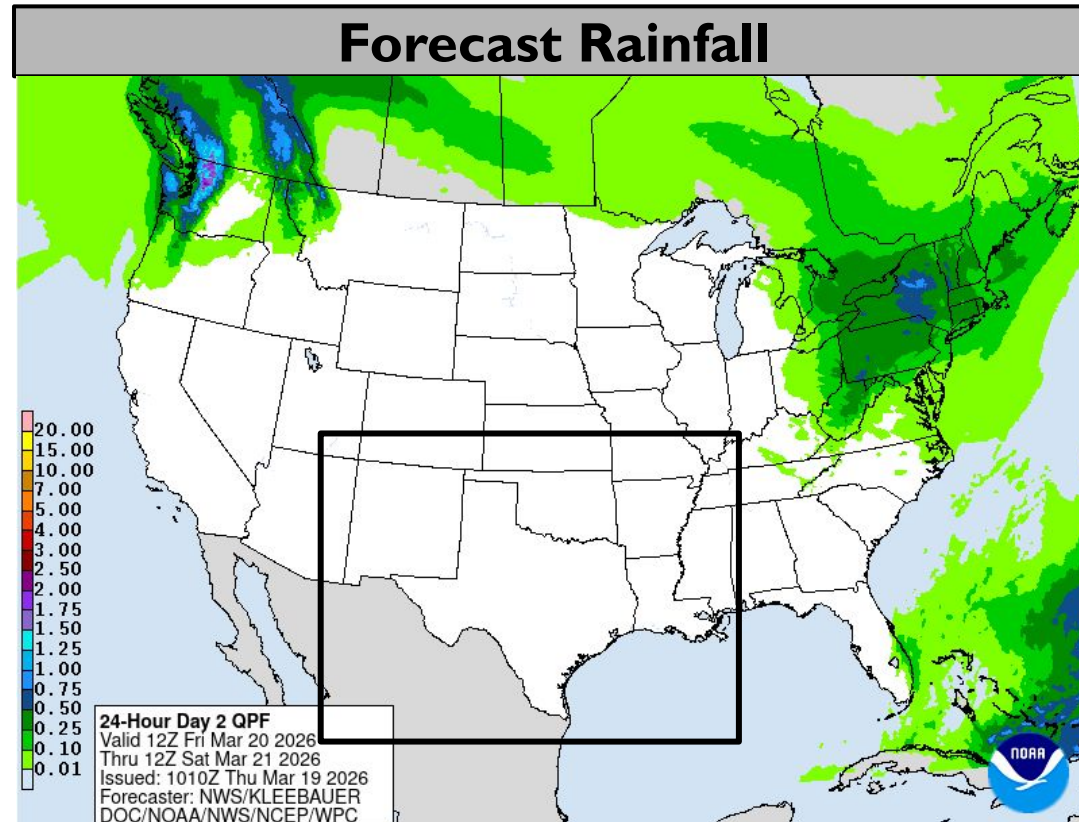 Forecast Rainfall
20.00
15.00
10.00
7.00
5.00
4.00
3.00
2.50
2.00
1.75
1.50
1.25
1.00
0.75
0.50
0.25
0.10
0.01
24-Hour Day 2 QPF
Valid 12Z Fri Mar 20 2026
Thru 12Z Sat Mar 21 2026
Issued: 1010Z Thu Mar 19 2026
Forecaster: NWS/KLEEBAUER
DOC/NOAA/NWS/NCEP/WPC
NOAA